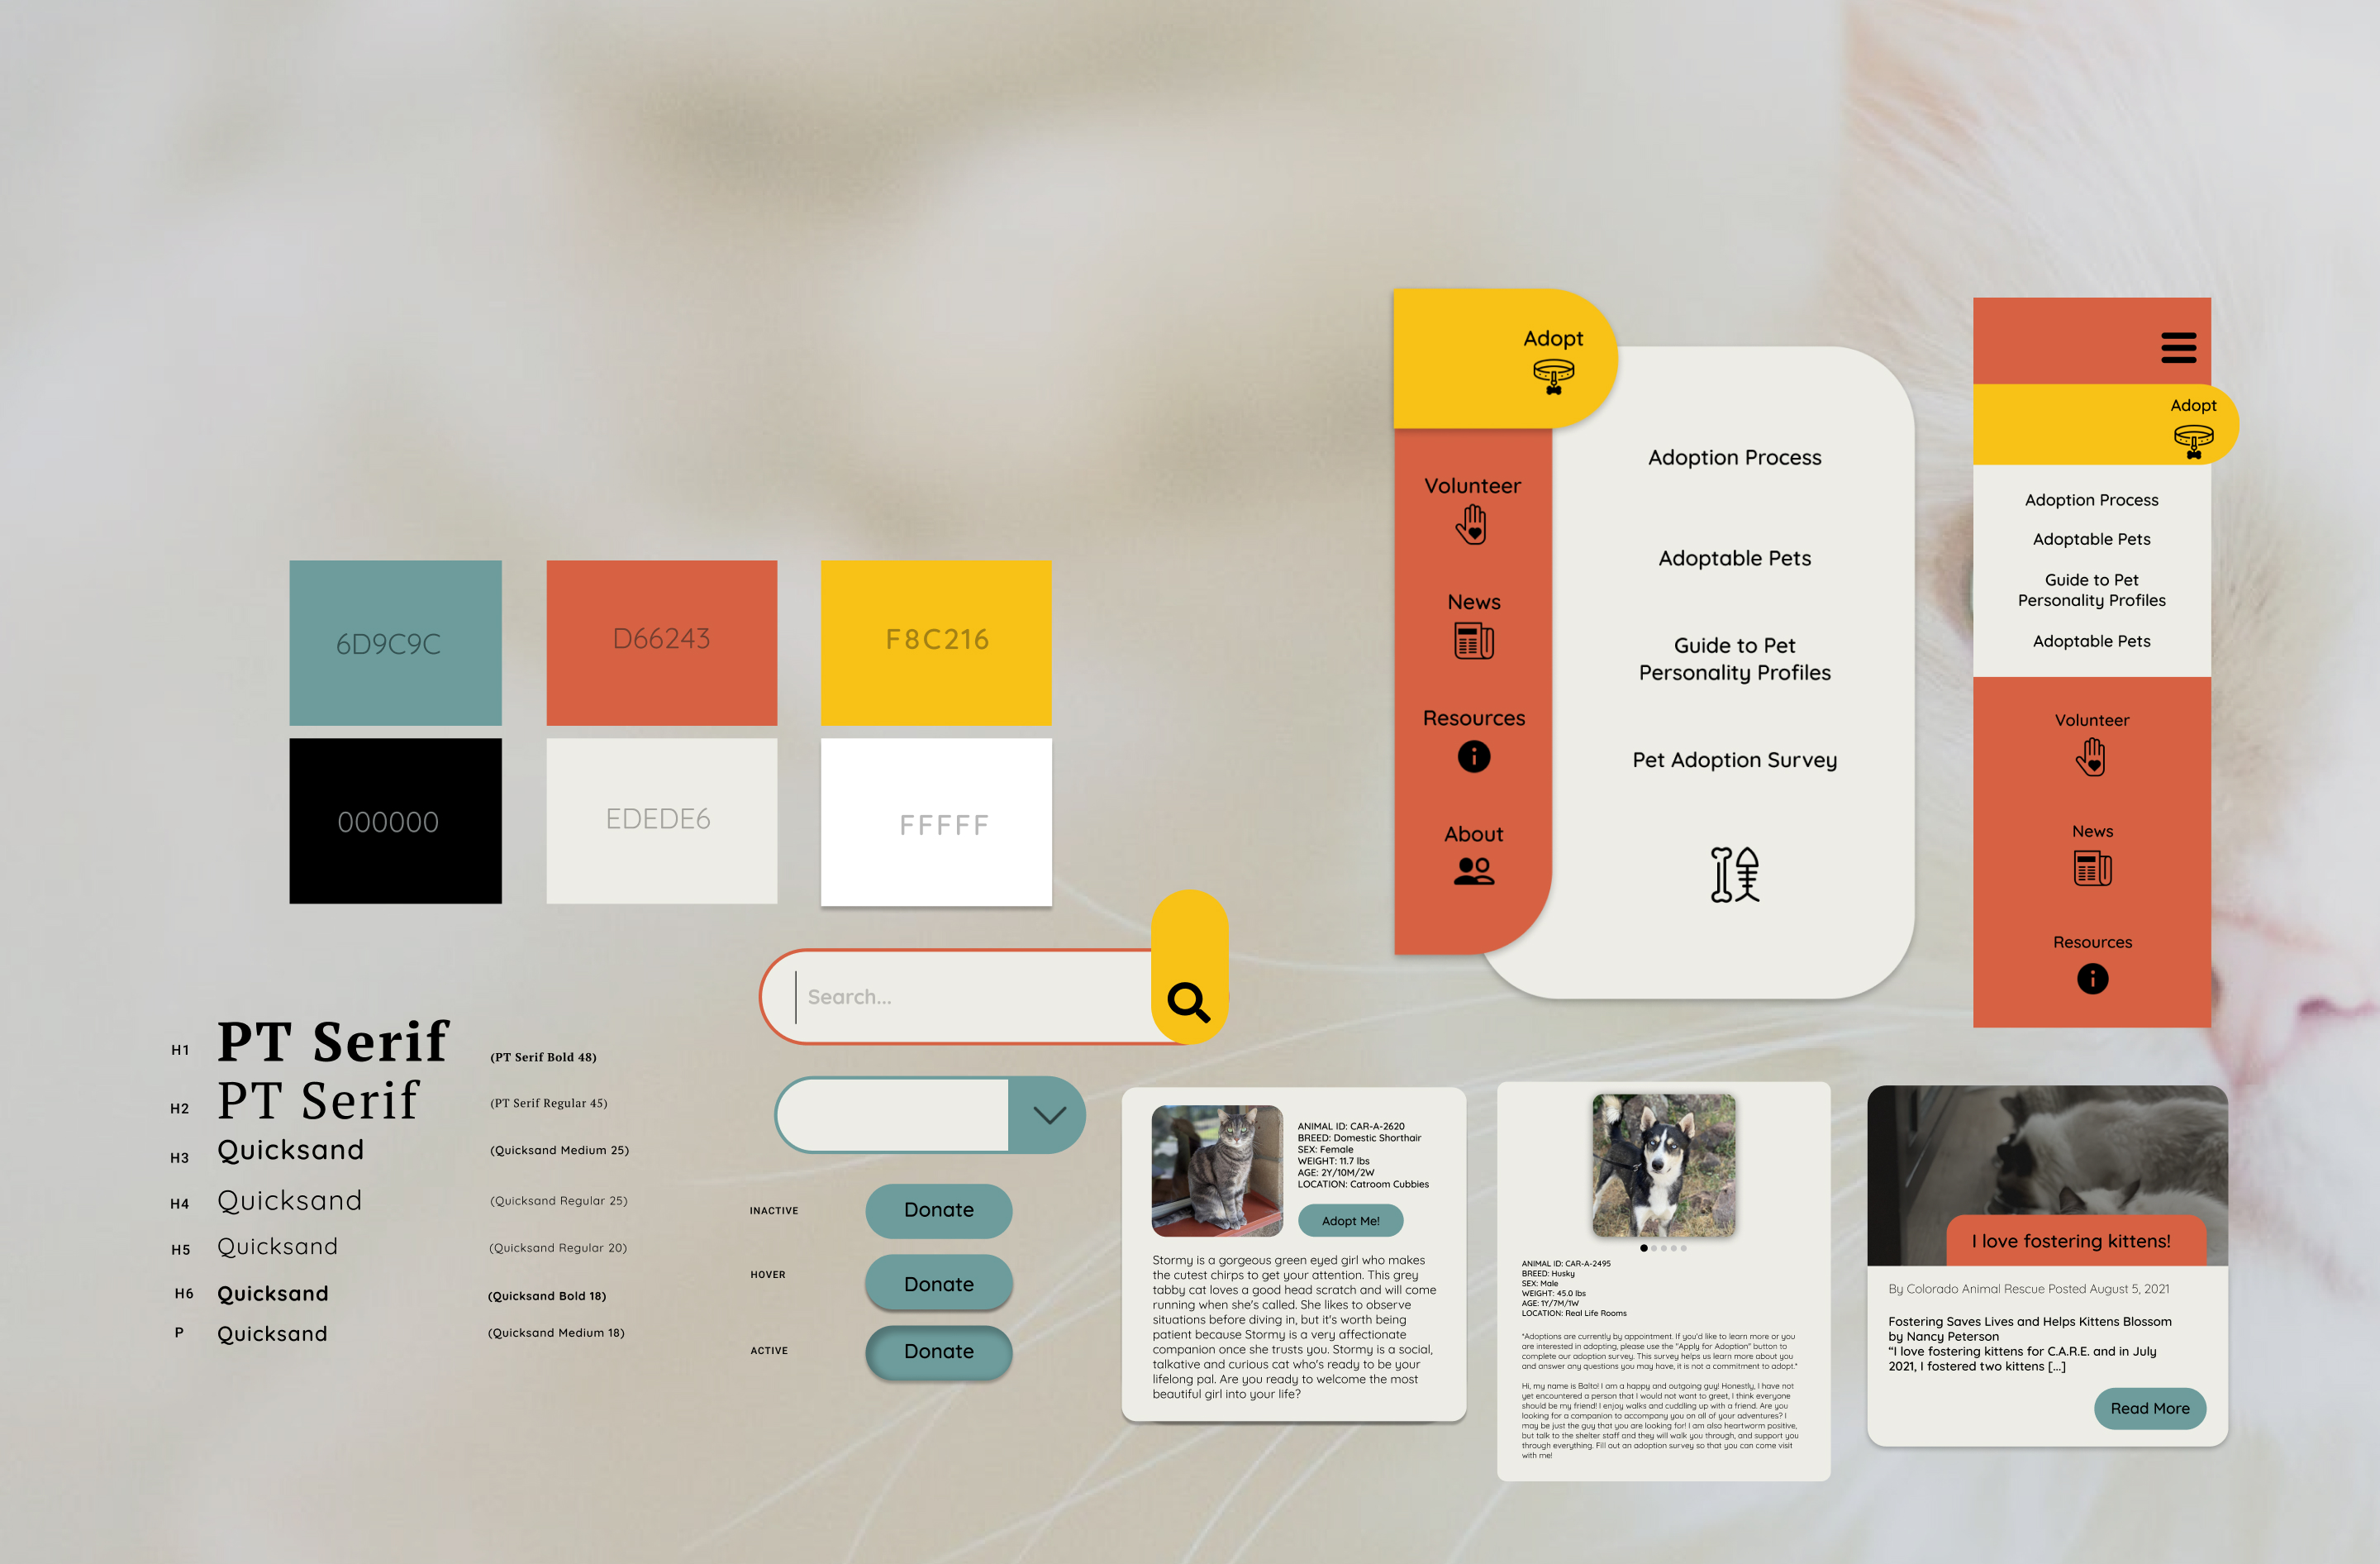 6D9C9C
D66243
F8C216
000000
EDEDE6
FFFFF
H1
PT Serif
(PT Serif Bold 48)
H2
PT Serif
(PT Serif Regular 45)
H3
Quicksand
(Quicksand Medium 25)
H4
Quicksand
(Quicksand Regular 25)
H5
Quicksand
(Quicksand Regular 20)
H6
Quicksand
(Quicksand Bold 18)
P
Quicksand
(Quicksand Medium 18)
Search...
INACTIVE
Donate
HOVER
Donate
ACTIVE
Donate
Adopt
Volunteer
News
Resources
About
Adoption Process
Adoptable Pets
Guide to Pet
Personality Profiles
Pet Adoption Survey
Adopt
Adoption Process
Adoptable Pets
Guide to Pet
Personality Profiles
Adoptable Pets
Volunteer
News
Resources
ANIMAL ID: CAR-A-2620
BREED: Domestic Shorthair
SEX: Female
WEIGHT: 11.7 lbs
AGE: 2Y/10M/2W
LOCATION: Catroom Cubbies
Adopt Me!
Stormy is a gorgeous green eyed girl who makes
the cutest chirps to get your attention. This grey
tabby cat loves a good head scratch and will come
running when she's called. She likes to observe
situations before diving in, but it's worth being
patient because Stormy is a very affectionate
companion once she trusts you. Stormy is a social,
talkative and curious cat who's ready to be your
lifelong pal. Are you ready to welcome the most
beautiful girl into your life?
ANIMAL ID: CAR-A-2495
BREED: Husky
SEX: Male
WEIGHT: 45.0 lbs
AGE: 1Y/7M/1W
LOCATION: Real Life Rooms
*Adoptions are currently by appointment. If you'd like to learn more or you
are interested in adopting, please use the "Apply for Adoption" button to
complete our adoption survey. This survey helps us learn more about you
and answer any questions you may have, it is not a commitment to adopt.*
Hi, my name is Balto! I am a happy and outgoing guy! Honestly, I have not
yet encountered a person that I would not want to greet, I think everyone
should be my friend! I enjoy walks and cuddling up with a friend. Are you
looking for a companion to accompany you on all of your adventures? I
may be just the guy that you are looking for! I am also heartworm positive,
but talk to the shelter staff and they will walk you through, and support you
through everything. Fill out an adoption survey so that you can come visit
with me!
I love fostering kittens!
By Colorado Animal Rescue Posted August 5, 2021
Fostering Saves Lives and Helps Kittens Blossom
by Nancy Peterson
“I love fostering kittens for C.A.R.E. and in July
2021, I fostered two kittens [...]
Read More